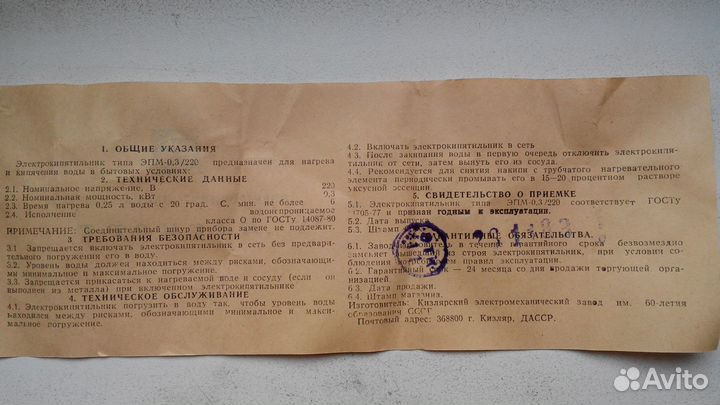 1. ОБЩИЕ УКАЗАНИЯ
Электрокипятильник типа ЭПМ-0,3/220 предназначен для нагрева
и кипячения воды в бытовых условиях:
2. ТЕХНИЧЕСКИЕ ДАННЫЕ
2.1. Номинальное напряжение, В 220
2.2. Номинальная мощность, кВт 0,3
2.3. Время нагрева 0,25 л воды с 20 град. С, мин. не более 6
2.4. Исполнение водонепроницаемое
класса 0 по ГОСТу 14087-80
ПРИМЕЧАНИЕ: Соединительный шнур прибора замене не подлежит.
3 ТРЕБОВАНИЯ БЕЗОПАСНОСТИ
3.1 Запрещается включать электрокипятильник в сеть без предвари-
тельного погружения его в воду.
3.2. Уровень воды должен находиться между рисками, обозначающи-
ми минимальное и максимальное погружение.
3.3. Запрещается прикасаться к нагреваемой воде и сосуду (если он
выполнен из металла) при включенном электрокипятильнике
4. ТЕХНИЧЕСКОЕ ОБСЛУЖИВАНИЕ
4.1. Электрокипятильник погрузить в воду так, чтобы уровень воды
находился между рисками, обозначающими минимальное и макси-
мальное погружение.
4.2. Включать электрокипятильник в сеть
4 3. После закипания воды в первую очередь отключить электрокипя-
тильник от сети, затем вынуть его из сосуда.
4.4. Рекомендуется для снятия накипи с трубчатого нагревательного
элемента периодически промывать его в 15—20 процентном растворе
уксусной эссенции.
5. СВИДЕТЕЛЬСТВО О ПРИЕМКЕ
5.1. Электрокипятильник типа ЭПМ-0,3/220 соответствует ГОСТу
и признан годным к эксплуатации.
5.2. Дата выпуска
5.3. Штамп
ОБЯЗАТЕЛЬСТВА.
6.1. Завод в течение гарантийного срока безвозмездно
заменяет из строя электрокипятильник, при условии со-
блюдения правил эксплуатации.
6 2. Гарантийный — 24 месяца со дня продажи торгующей орга-
низацией.
6 3. Дата продажи.
6.4. Штамп магазина.
Изготовитель: Кизлярский электромеханический завод им. 60-летия
образования СССР
Почтовый адрес: 368800 г. Кизляр, ДАССР.
Avito